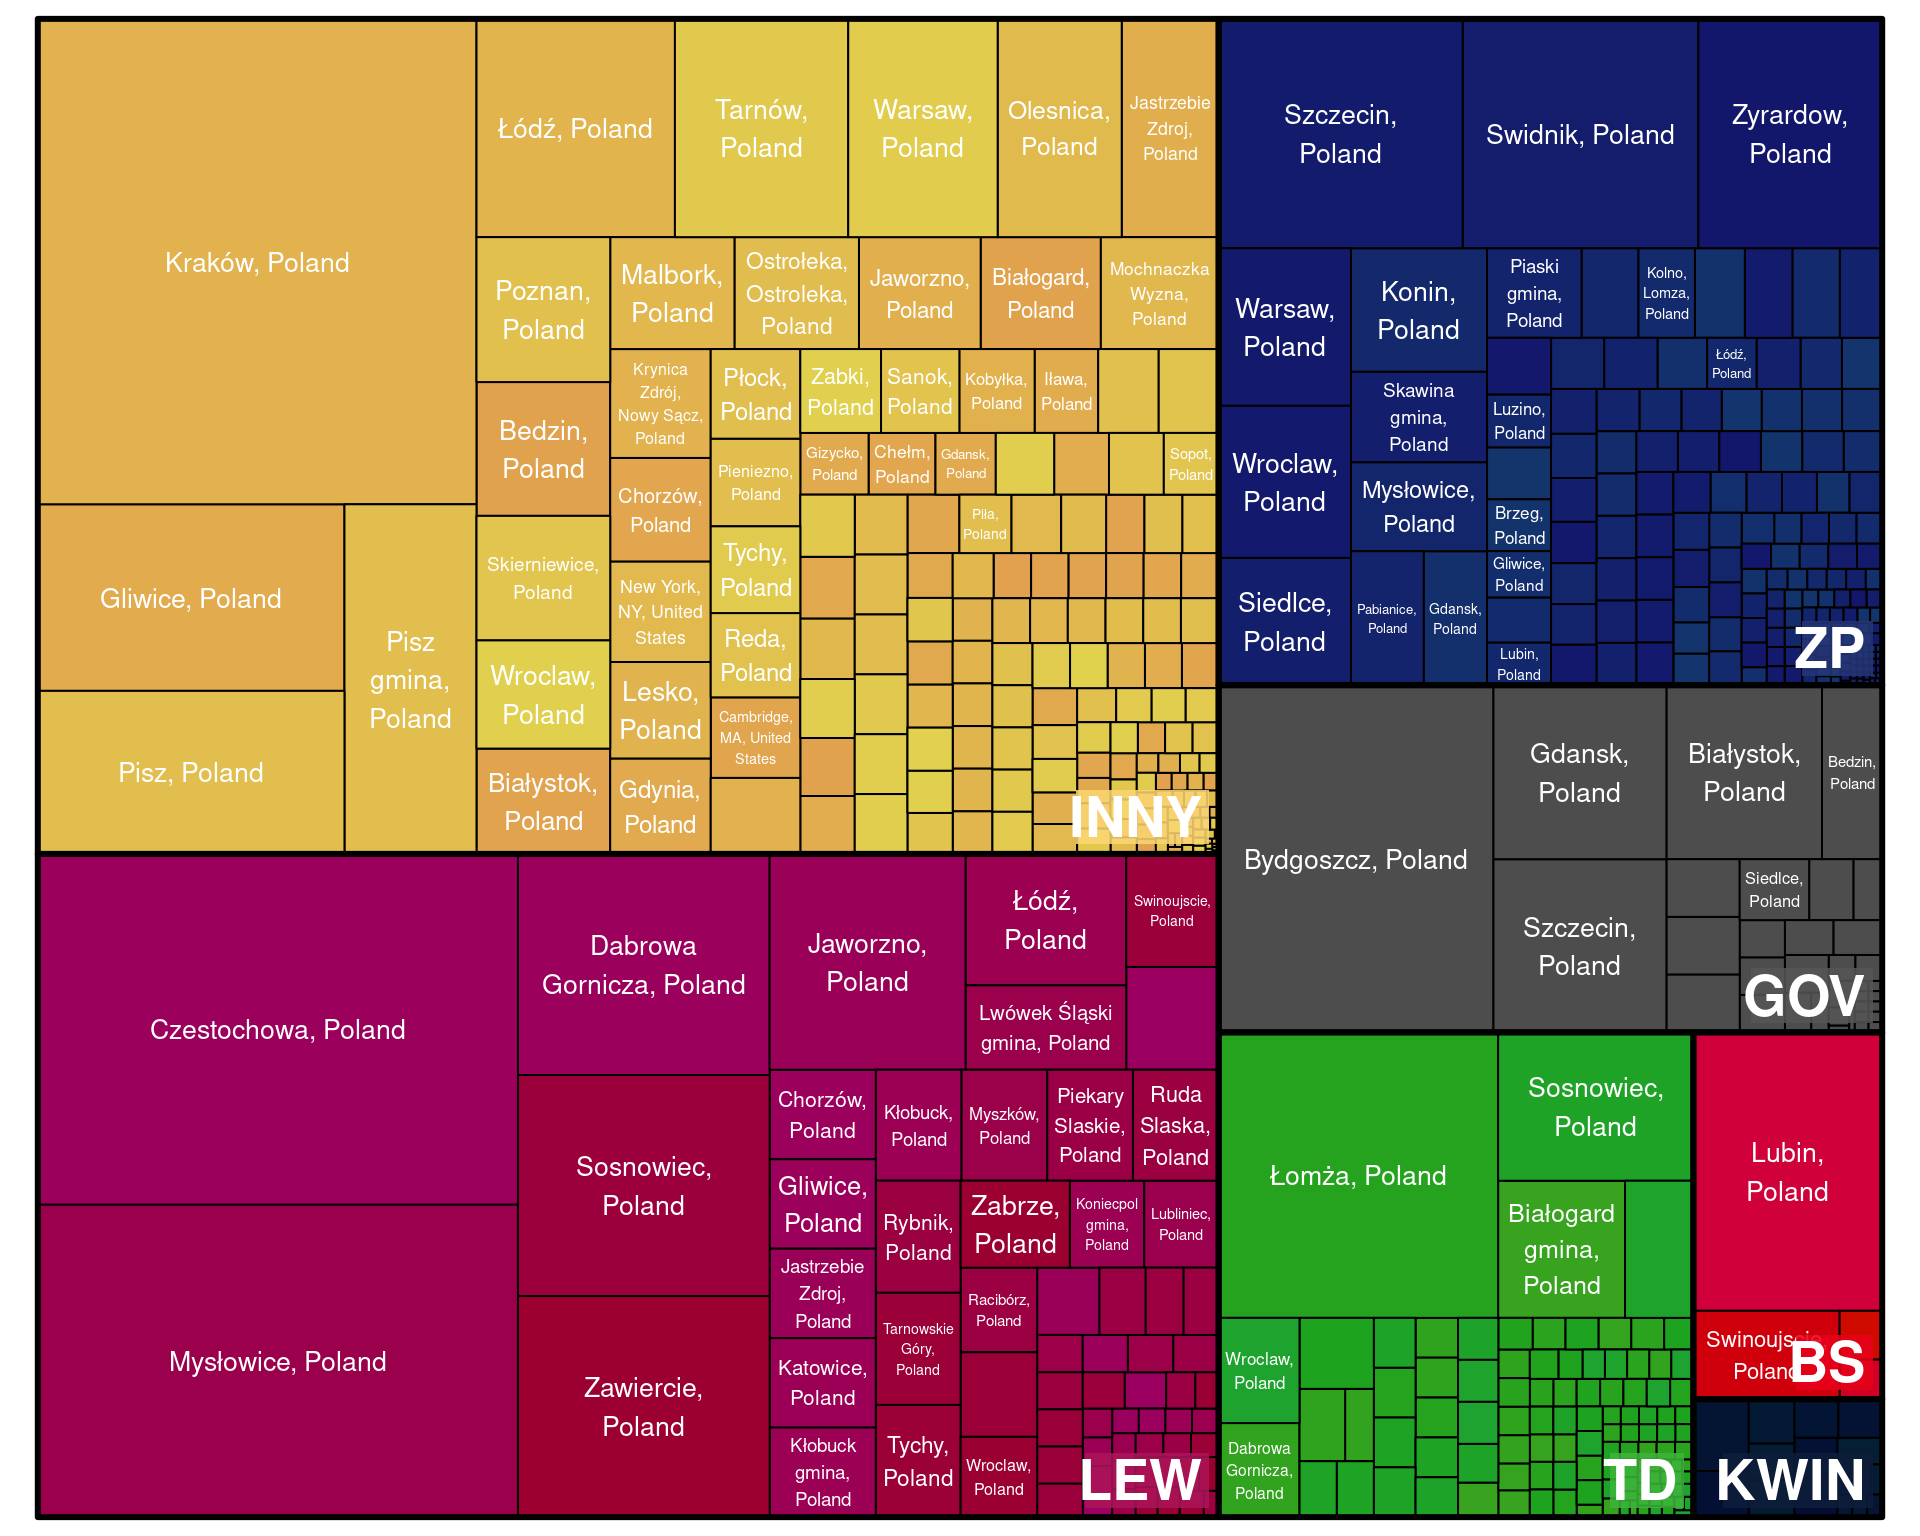 Kraków, Poland
Gliwice, Poland
Pisz, Poland
Pisz
gmina,
Poland
Łódź, Poland
Tarnów,
Poland
Warsaw,
Poland
Olesnica,
Poland
Jastrzebie
Zdroj,
Poland
Poznan,
Poland
Bedzin,
Poland
Skierniewice,
Poland
Wroclaw,
Poland
Białystok,
Poland
Malbork,
Poland
Ostrołeka,
Ostroleka,
Poland
Jaworzno,
Poland
Białogard,
Poland
Mochnaczka
Wyzna,
Poland
Krynica
Zdrój,
Nowy Sącz,
Poland
Chorzów,
Poland
New York,
NY, United
States
Lesko,
Poland
Gdynia,
Poland
Płock,
Poland
Pieniezno,
Poland
Tychy,
Poland
Reda,
Poland
Cambridge,
MA, United
States
Zabki,
Poland
Sanok,
Poland
Kobyłka,
Poland
Iława,
Poland
Gizycko,
Poland
Chełm,
Poland
Gdansk,
Poland
Sopot,
Poland
Piła,
Poland
INNY
Szczecin,
Poland
Swidnik, Poland
Zyrardow,
Poland
Warsaw,
Poland
Wroclaw,
Poland
Siedlce,
Poland
Konin,
Poland
Skawina
gmina,
Poland
Mysłowice,
Poland
Pabianice,
Poland
Gdansk,
Poland
Piaski
gmina,
Poland
Kolno,
Lomza,
Poland
Łódź,
Poland
Luzino,
Poland
Brzeg,
Poland
Gliwice,
Poland
Lubin,
Poland
ZP
Bydgoszcz, Poland
Gdansk,
Poland
Białystok,
Poland
Bedzin,
Poland
Szczecin,
Poland
Siedlce,
Poland
GOV
Czestochowa, Poland
Mysłowice, Poland
Dabrowa
Gornicza, Poland
Sosnowiec,
Poland
Zawiercie,
Poland
Jaworzno,
Poland
Łódź,
Poland
Lwówek Śląski
gmina, Poland
Swinoujscie,
Poland
Chorzów,
Poland
Gliwice,
Poland
Jastrzebie
Zdroj,
Poland
Katowice,
Poland
Kłobuck
gmina,
Poland
Kłobuck,
Poland
Myszków,
Poland
Piekary
Slaskie,
Poland
Ruda
Slaska,
Poland
Rybnik,
Poland
Tarnowskie
Góry,
Poland
Tychy,
Poland
Zabrze,
Poland
Koniecpol
gmina,
Poland
Lubliniec,
Poland
Racibórz,
Poland
Wroclaw,
Poland
LEW
Łomża, Poland
Sosnowiec,
Poland
Białogard
gmina,
Poland
Wroclaw,
Poland
Dabrowa
Gornicza,
Poland
TD
Lubin,
Poland
Swinoujscie
Poland
BS
KWIN